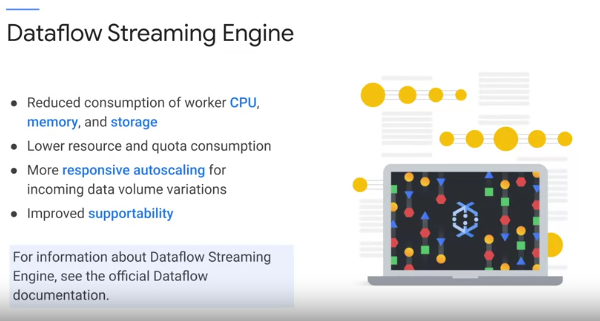 Dataflow Streaming Engine
● Reduced consumption of worker CPU,
memory, and storage
● Lower resource and quota consumption
● More responsive autoscaling for
incoming data volume variations
● Improved supportability
For information about Dataflow Streaming
Engine, see the official Dataflow
documentation.